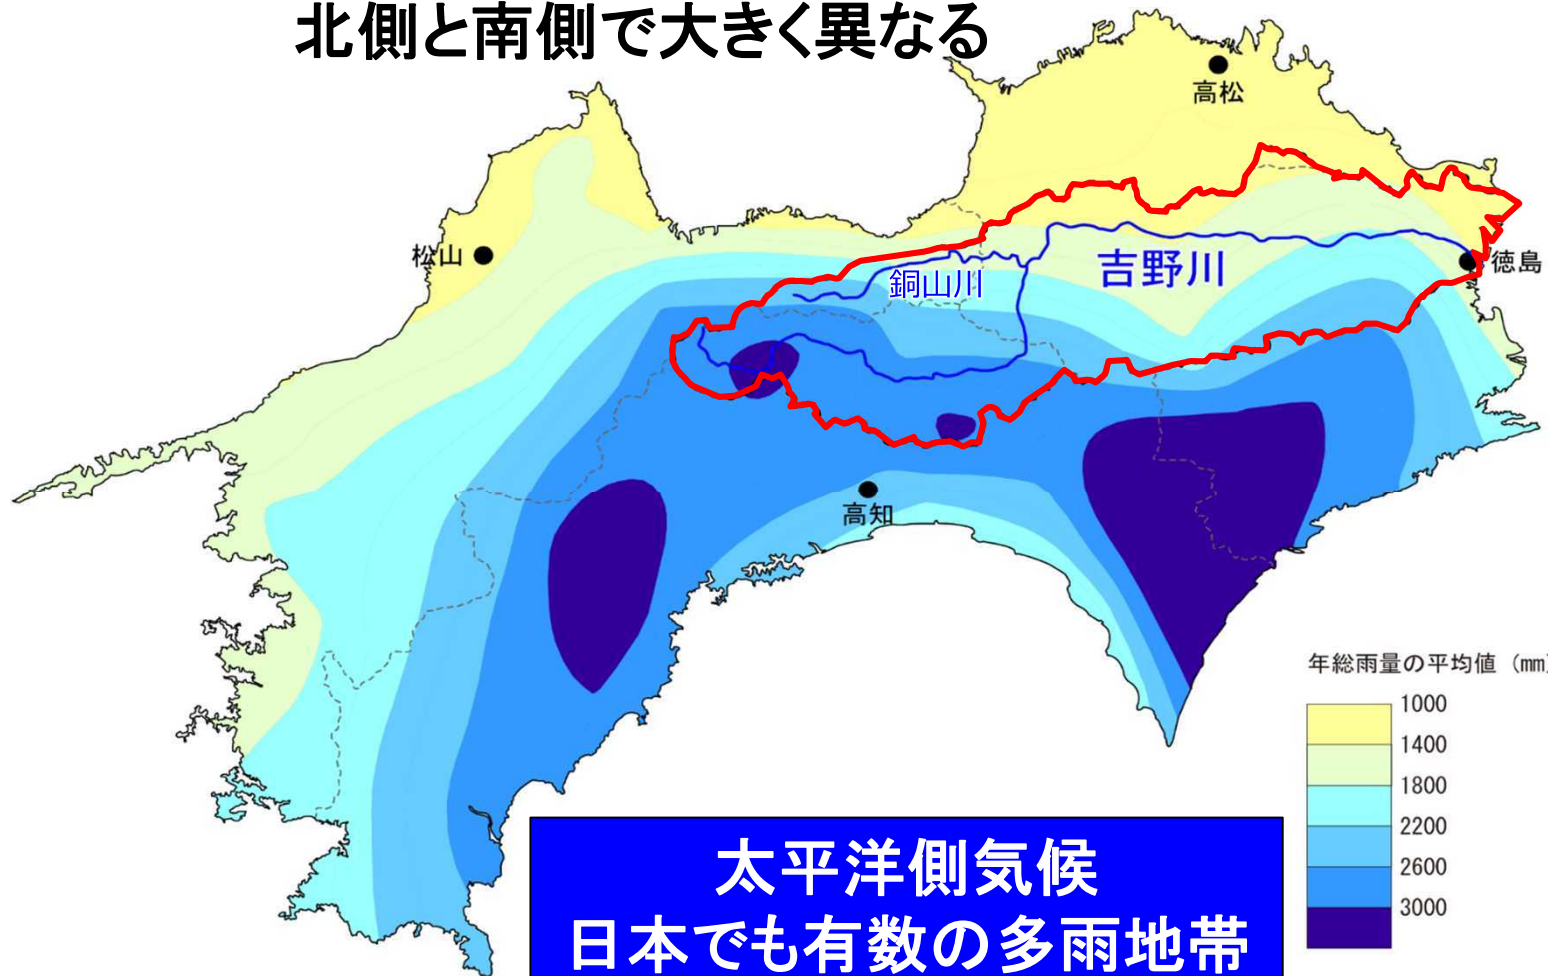 北側と南側で大きく異なる
高松
松山
吉野川
徳島
銅山川
高知
年総雨量の平均値 (mm)
1000
1400
1800
2200
2600
3000
太平洋側気候
日本でも有数の多雨地帯